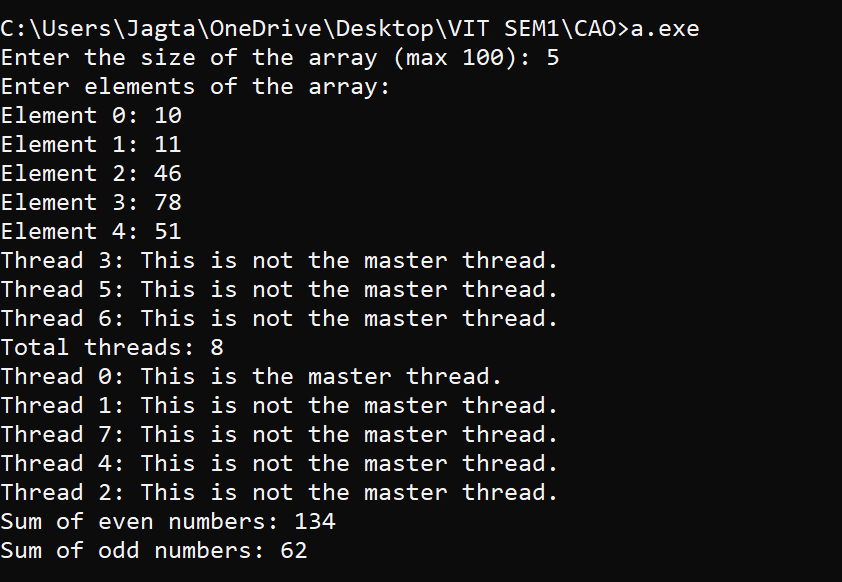 C:\Users\Jagta\OneDrive\Desktop\VIT SEM1\CAO>a.exe
Enter the size of the array (max 100): 5
Enter elements of the array:
Element 0: 10
Element 1: 11
Element 2: 46
Element 3: 78
Element 4: 51
Thread 3: This is not the master thread.
Thread 5: This is not the master thread.
Thread 6: This is not the master thread.
Total threads: 8
Thread 0: This is the master thread.
Thread 1: This is not the master thread.
Thread 7: This is not the master thread.
Thread 4: This is not the master thread.
Thread 2: This is not the master thread.
Sum of even numbers: 134
Sum of odd numbers: 62